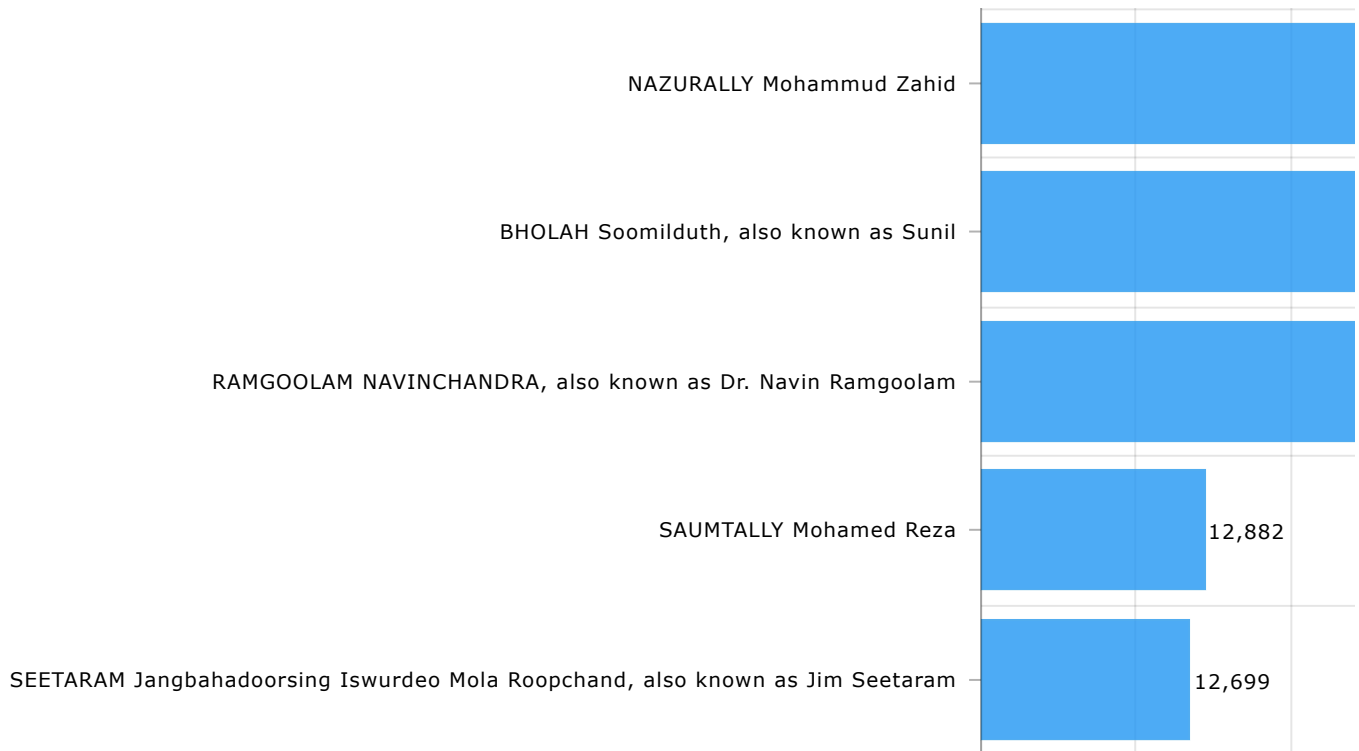 NAZURALLY Mohammud Zahid
BHOLAH Soomilduth, also known as Sunil
RAMGOOLAM NAVINCHANDRA, also known as Dr. Navin Ramgoolam
SAUMTALLY Mohamed Reza 12,882
SEETARAM Jangbahadoorsing Iswurdeo Mola Roopchand, also known as Jim Seetaram 12,699